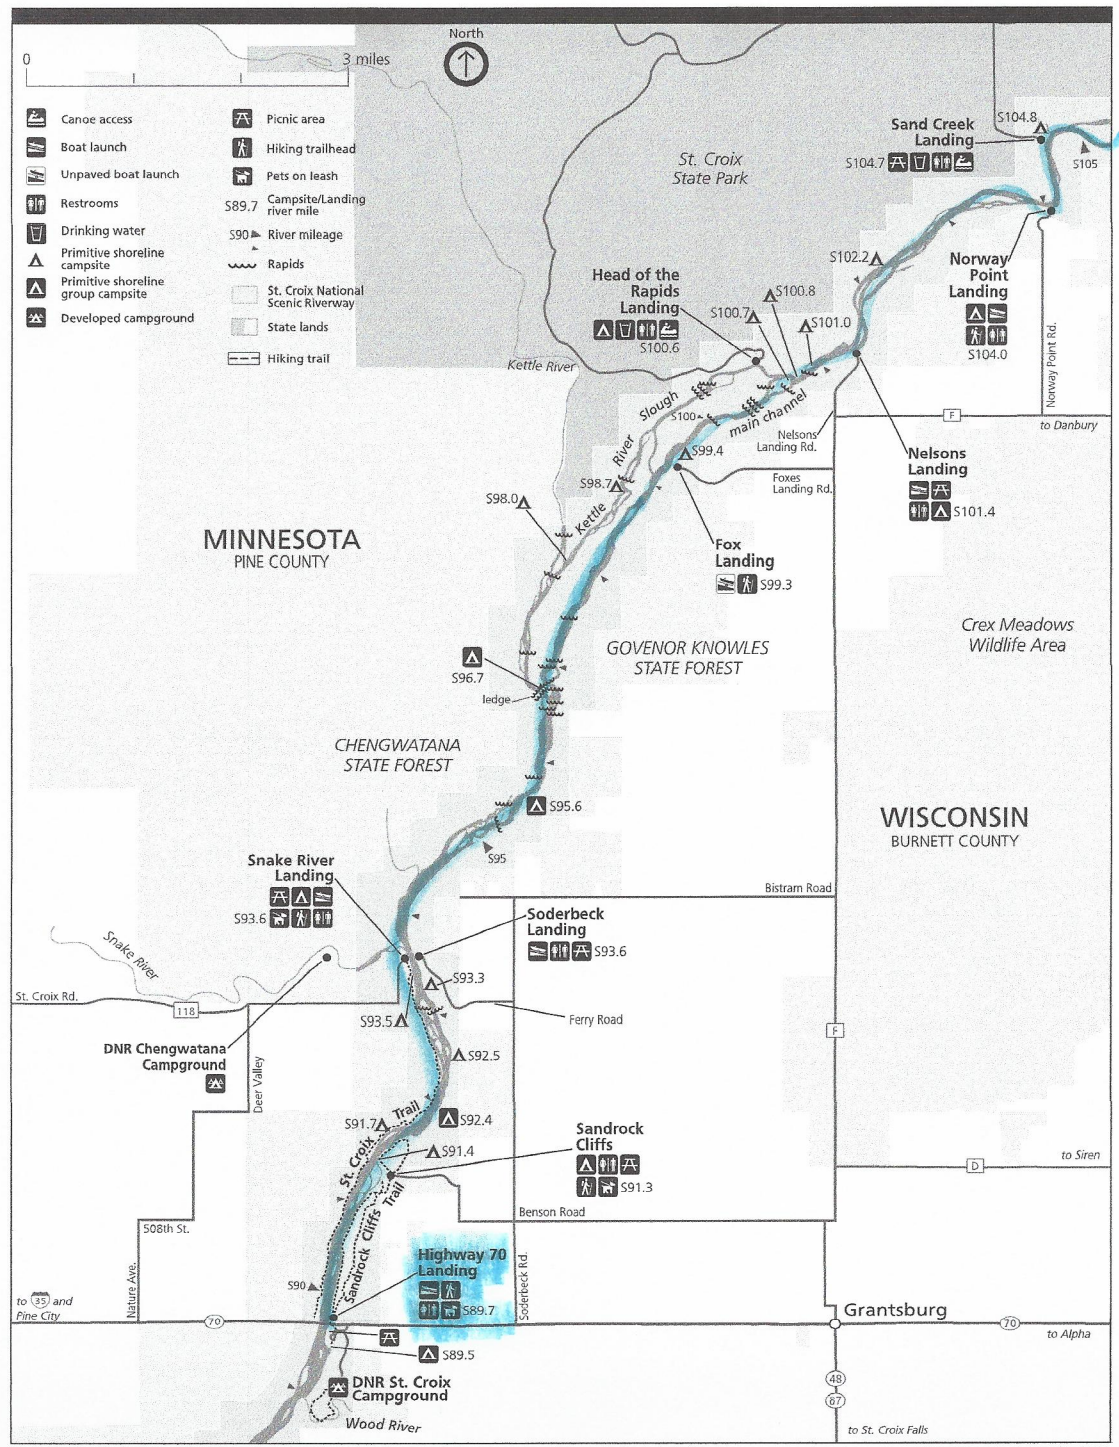 0
3 miles
North
Canoe access
Boat launch
Unpaved boat launch
Restrooms
Drinking water
Primitive shoreline
campsite
Primitive shoreline
group campsite
Developed campground
Picnic area
Hiking trailhead
Pets on leash
S89.7 Campsite/Landing
river mile
S90 River mileage
Rapids
St. Croix National
Scenic Riverway
State lands
Hiking trail
St. Croix
State Park
S104.8
Sand Creek
Landing
S104.7
S105
S102.2
Norway
Point
Landing
S104.0
Norway Point Rd.
Head of the
Rapids
Landing
S100.6
S100.8
S100.7
S101.0
Kettle River
Kettle River Slough
S100
main channel
Nelsons
Landing Rd.
F
to Danbury
S99.4
S98.7
S98.0
Foxes
Landing Rd.
Nelsons
Landing
S101.4
MINNESOTA
PINE COUNTY
Fox
Landing
S99.3
Crex Meadows
Wildlife Area
GOVENOR KNOWLES
STATE FOREST
S96.7
ledge
CHENGWATANA
STATE FOREST
S95.6
WISCONSIN
BURNETT COUNTY
S95
Snake River
Landing
S93.6
Bistram Road
Soderbeck
Landing
S93.6
Snake River
S93.3
St. Croix Rd.
118
S93.5
Ferry Road
F
DNR Chengwatana
Campground
Deer Valley
S92.5
S92.4
S91.7
St. Croix Trail
S91.4
Sandrock
Cliffs
S91.3
to Siren
D
Sandrock Cliffs Trail
508th St.
Benson Road
Nature Ave.
Highway 70
Landing
S89.7
Soderbeck Rd.
S90
to 35 and
Pine City
70
Grantsburg
70
to Alpha
S89.5
DNR St. Croix
Campground
Wood River
48
87
to St. Croix Falls